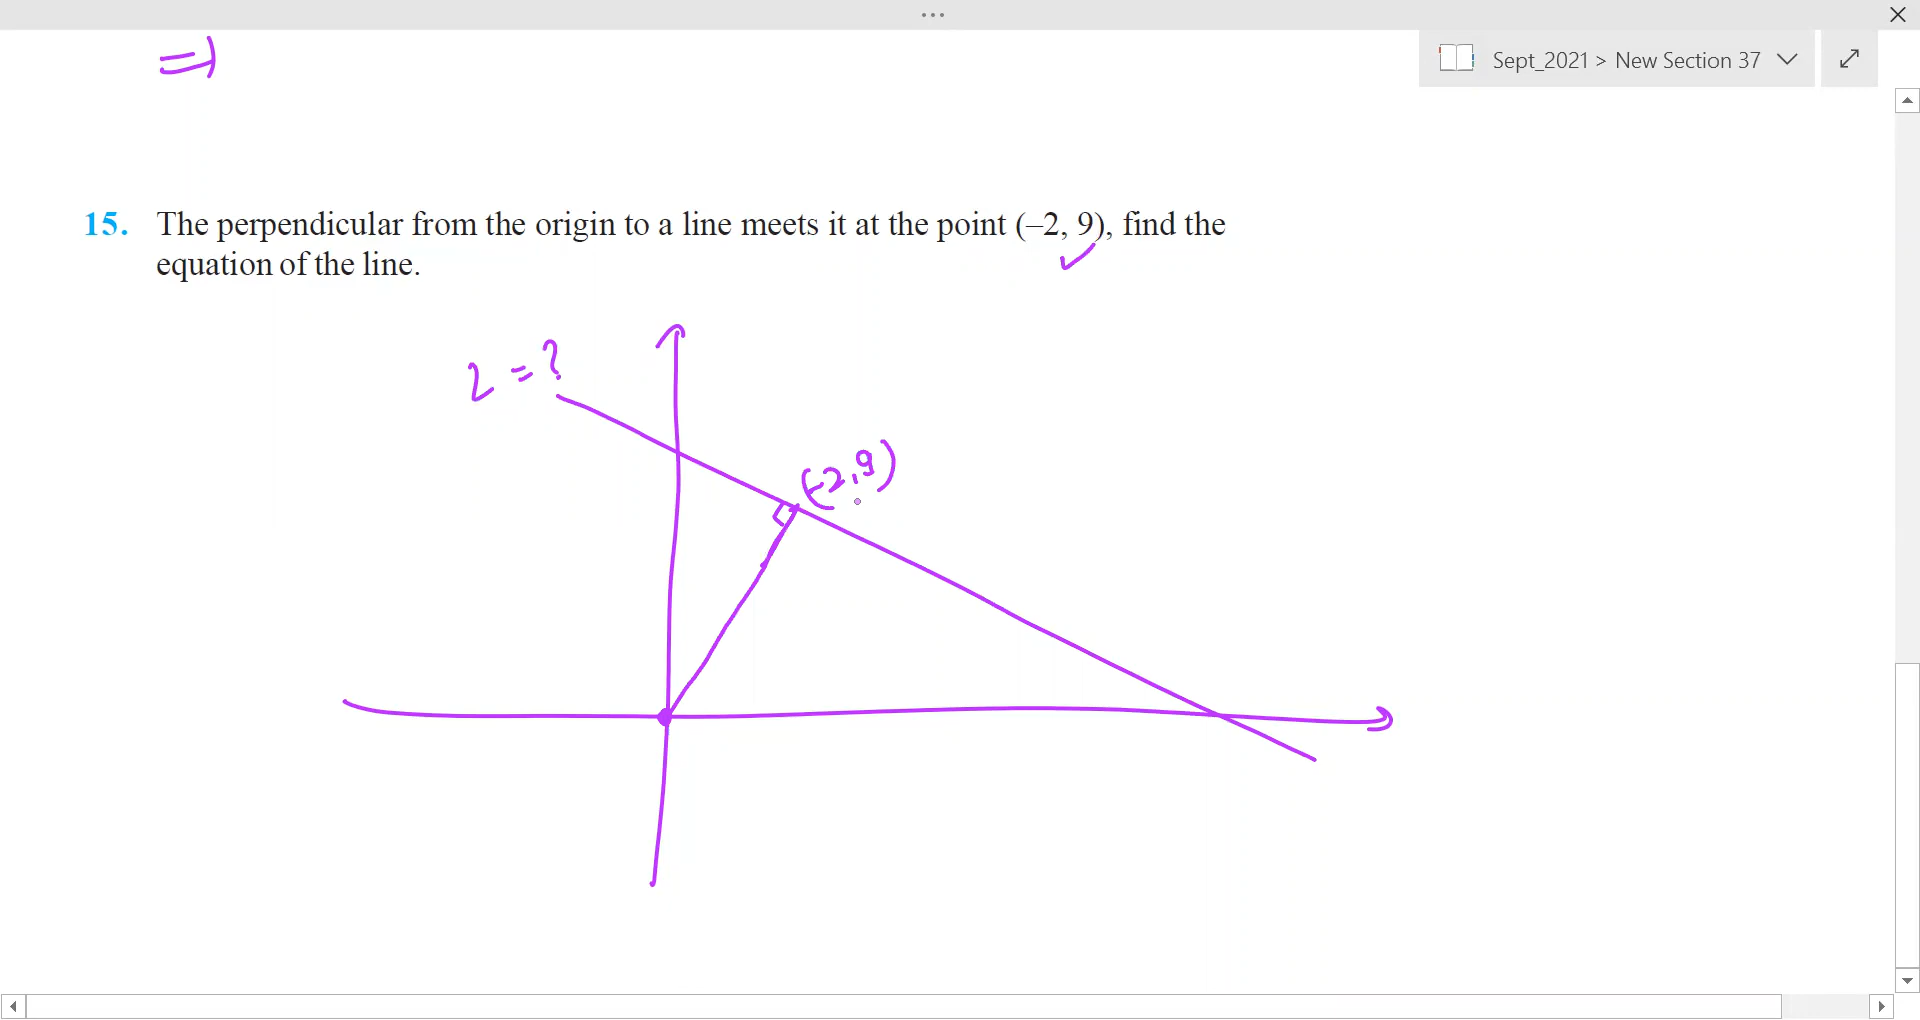 ...
⇒
Sept_2021 > New Section 37
15. The perpendicular from the origin to a line meets it at the point (–2, 9), find the
equation of the line.
2 = ?
(-2,9)